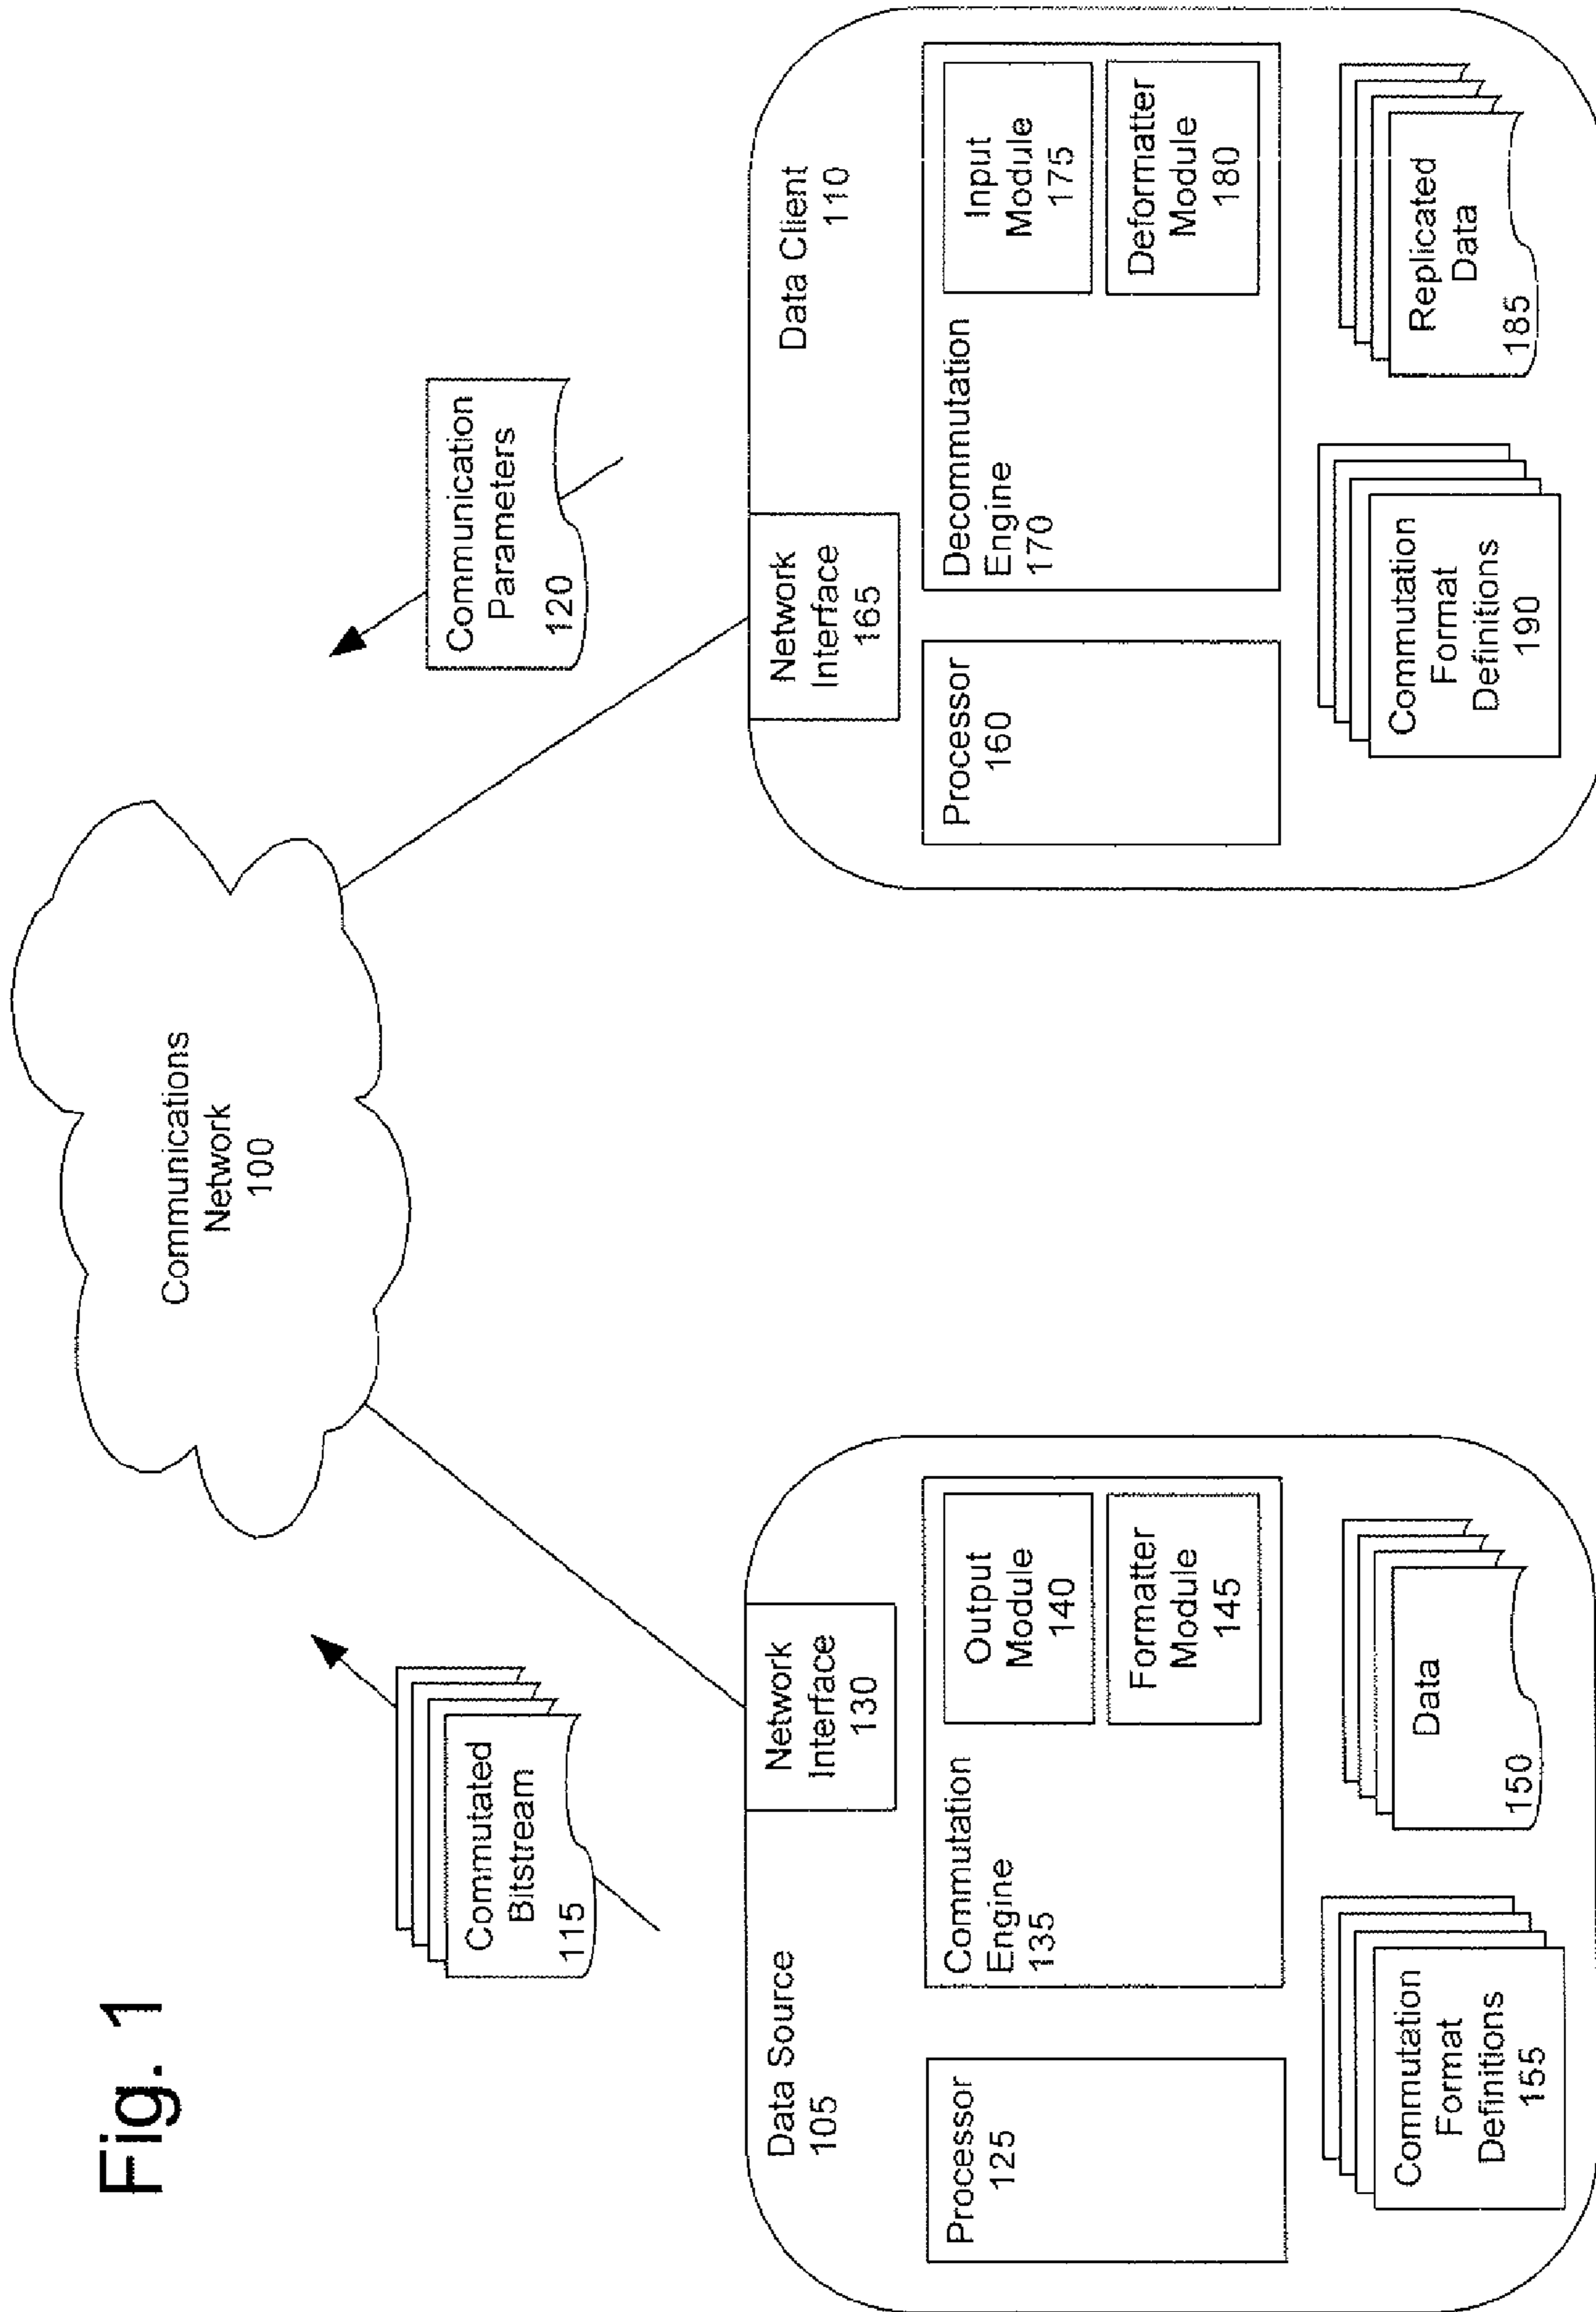 Fig. 1
Communications
Network
100
Commutated
Bitstream
115
Communication
Parameters
120
Data Source
105
Network
Interface
130
Processor
125
Commutation
Engine
135
Output
Module
140
Formatter
Module
145
Commutation
Format
Definitions
155
Data
150
Data Client
110
Network
Interface
165
Processor
160
Decommutation
Engine
170
Input
Module
175
Deformatter
Module
180
Commutation
Format
Definitions
190
Replicated
Data
185